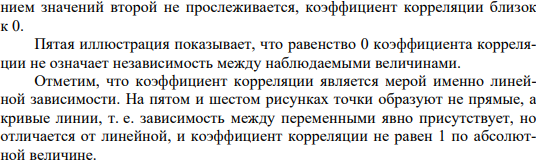 нием значений второй не прослеживается, коэффициент корреляции близок
к 0.
Пятая иллюстрация показывает, что равенство 0 коэффициента корреля-
ции не означает независимость между наблюдаемыми величинами.
Отметим, что коэффициент корреляции является мерой именно линей-
ной зависимости. На пятом и шестом рисунках точки образуют не прямые, а
кривые линии, т. е. зависимость между переменными явно присутствует, но
отличается от линейной, и коэффициент корреляции не равен 1 по абсолют-
ной величине.